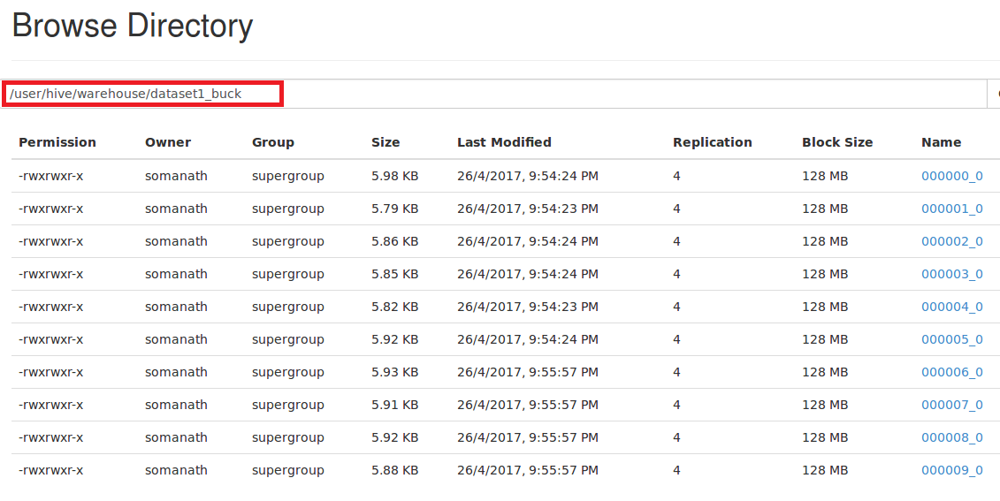 Browse Directory
/user/hive/warehouse/dataset1_buck
Permission Owner Group Size Last Modified Replication Block Size Name
-rwxrwxr-x somanath supergroup 5.98 KB 26/4/2017, 9:54:24 PM 4 128 MB 000000_0
-rwxrwxr-x somanath supergroup 5.79 KB 26/4/2017, 9:54:23 PM 4 128 MB 000001_0
-rwxrwxr-x somanath supergroup 5.86 KB 26/4/2017, 9:54:24 PM 4 128 MB 000002_0
-rwxrwxr-x somanath supergroup 5.85 KB 26/4/2017, 9:54:24 PM 4 128 MB 000003_0
-rwxrwxr-x somanath supergroup 5.82 KB 26/4/2017, 9:54:23 PM 4 128 MB 000004_0
-rwxrwxr-x somanath supergroup 5.92 KB 26/4/2017, 9:54:24 PM 4 128 MB 000005_0
-rwxrwxr-x somanath supergroup 5.93 KB 26/4/2017, 9:55:57 PM 4 128 MB 000006_0
-rwxrwxr-x somanath supergroup 5.91 KB 26/4/2017, 9:55:57 PM 4 128 MB 000007_0
-rwxrwxr-x somanath supergroup 5.92 KB 26/4/2017, 9:55:57 PM 4 128 MB 000008_0
-rwxrwxr-x somanath supergroup 5.88 KB 26/4/2017, 9:55:57 PM 4 128 MB 000009_0